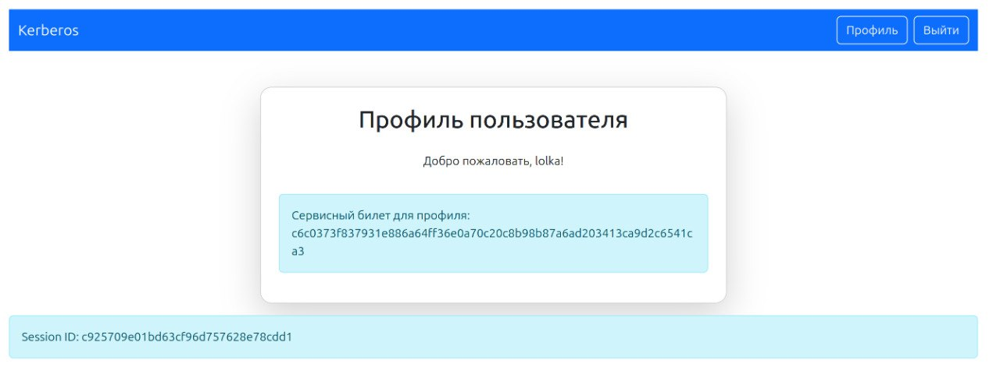 Kerberos
Профиль
Выйти
Профиль пользователя
Добро пожаловать, lolka!
Сервисный билет для профиля:
c6c0373f837931e886a64ff36e0a70c20c8b98b87a6ad203413ca9d2c6541c
a3
Session ID: c925709e01bd63cf96d757628e78cdd1